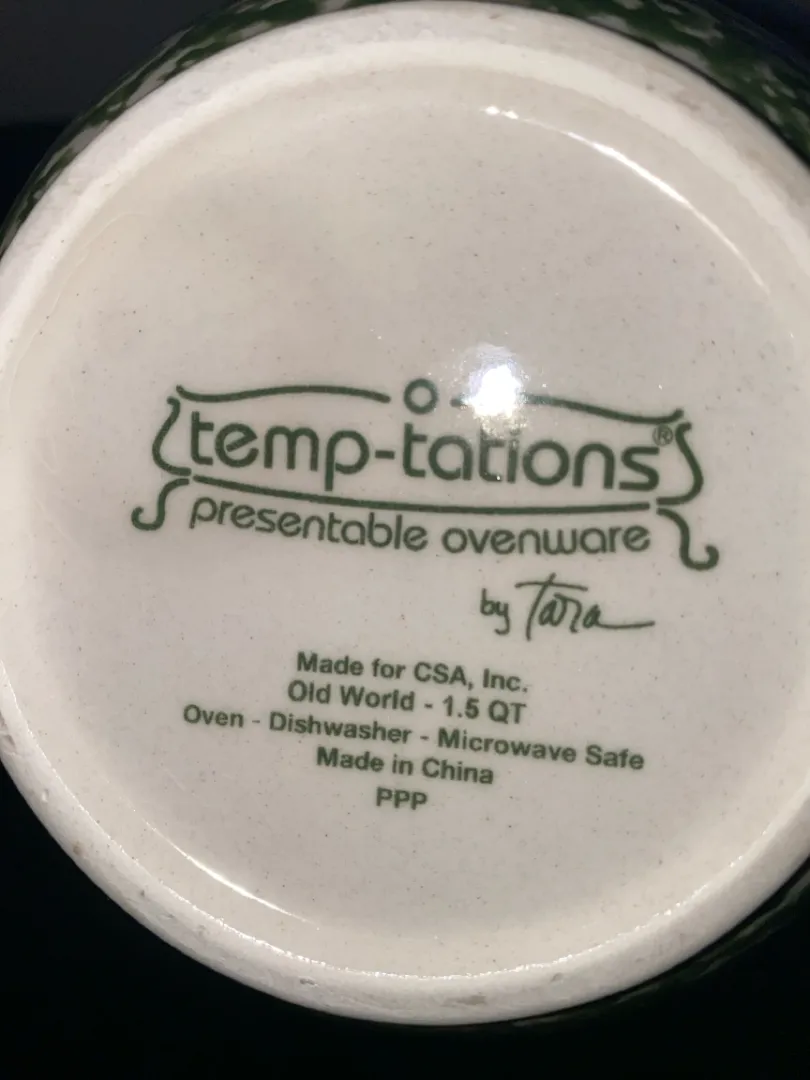 temp-tations®
presentable ovenware
by Tara
Made for CSA, Inc.
Old World - 1.5 QT
Oven - Dishwasher - Microwave Safe
Made in China
PPP